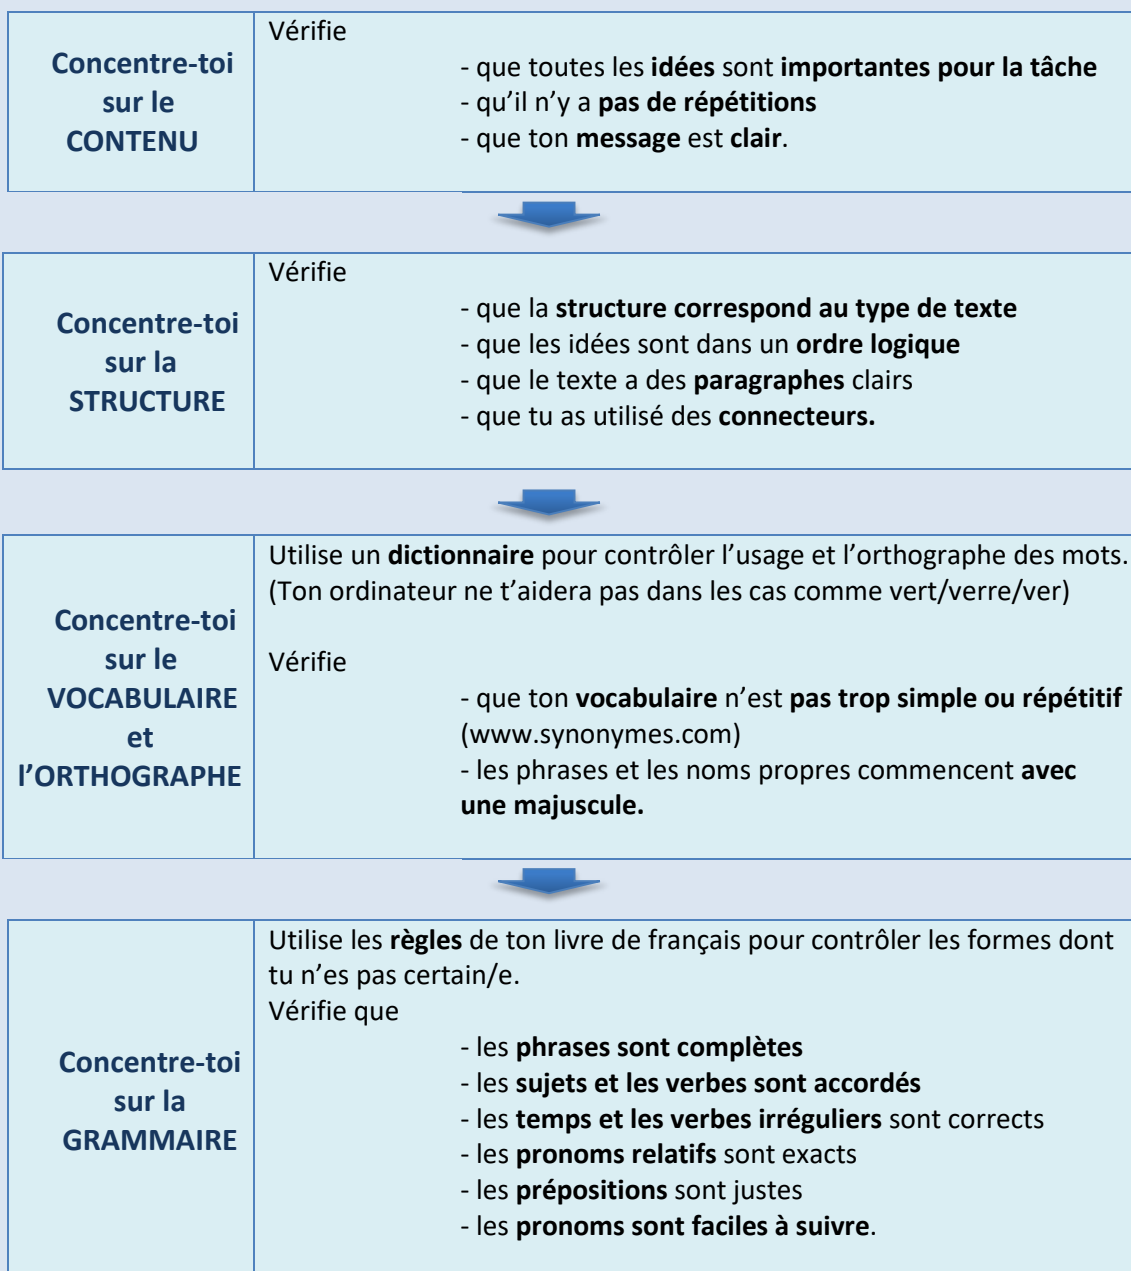 Concentre-toi
sur le
CONTENU
Vérifie
- que toutes les idées sont importantes pour la tâche
- qu’il n’y a pas de répétitions
- que ton message est clair.
Concentre-toi
sur la
STRUCTURE
Vérifie
- que la structure correspond au type de texte
- que les idées sont dans un ordre logique
- que le texte a des paragraphes clairs
- que tu as utilisé des connecteurs.
Concentre-toi
sur le
VOCABULAIRE
et
l’ORTHOGRAPHE
Utilise un dictionnaire pour contrôler l’usage et l’orthographe des mots.
(Ton ordinateur ne t’aidera pas dans les cas comme vert/verre/ver)
Vérifie
- que ton vocabulaire n’est pas trop simple ou répétitif
(www.synonymes.com)
- les phrases et les noms propres commencent avec
une majuscule.
Concentre-toi
sur la
GRAMMAIRE
Utilise les règles de ton livre de français pour contrôler les formes dont
tu n’es pas certain/e.
Vérifie que
- les phrases sont complètes
- les sujets et les verbes sont accordés
- les temps et les verbes irréguliers sont corrects
- les pronoms relatifs sont exacts
- les prépositions sont justes
- les pronoms sont faciles à suivre.